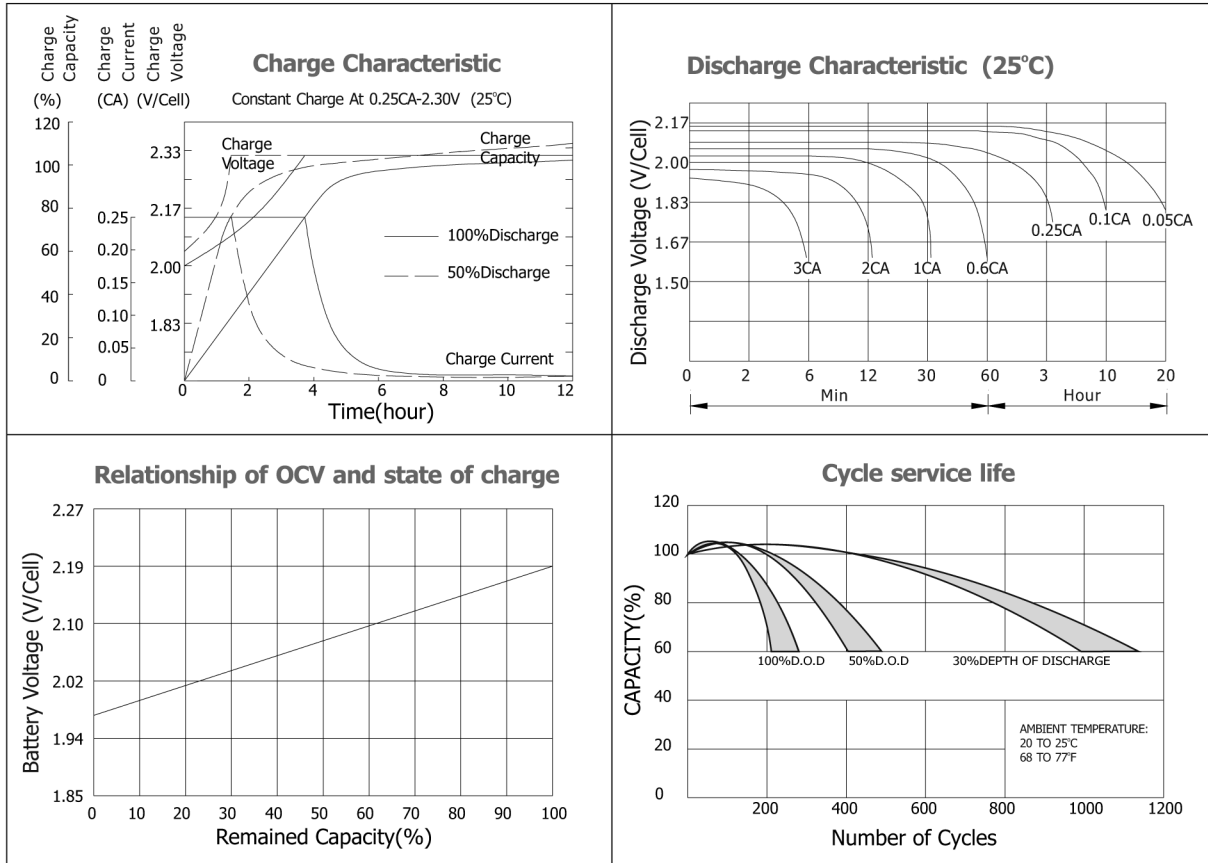 Charge
Capacity
Charge
Current
Charge
Voltage
(%)
(CA)
(V/Cell)
Charge Characteristic
Constant Charge At 0.25CA-2.30V (25°C)
120
100
80
60
40
20
0
0.25
0.20
0.15
0.10
0.05
0
2.33
2.17
2.00
1.83
Charge
Voltage
Charge
Capacity
100%Discharge
50%Discharge
Charge Current
0 2 4 6 8 10 12
Time(hour)
Discharge Characteristic (25°C)
Discharge Voltage (V/Cell)
2.17
2.00
1.83
1.67
1.50
3CA 2CA 1CA 0.6CA 0.25CA 0.1CA 0.05CA
0 2 6 12 30 60 3 10 20
Min Hour
Relationship of OCV and state of charge
Battery Voltage (V/Cell)
2.27
2.19
2.10
2.02
1.94
1.85
0 10 20 30 40 50 60 70 80 90 100
Remained Capacity(%)
Cycle service life
CAPACITY(%)
120
100
80
60
40
20
0
100%D.O.D 50%D.O.D 30%DEPTH OF DISCHARGE
AMBIENT TEMPERATURE:
20 TO 25°C
68 TO 77°F
200 400 600 800 1000 1200
Number of Cycles